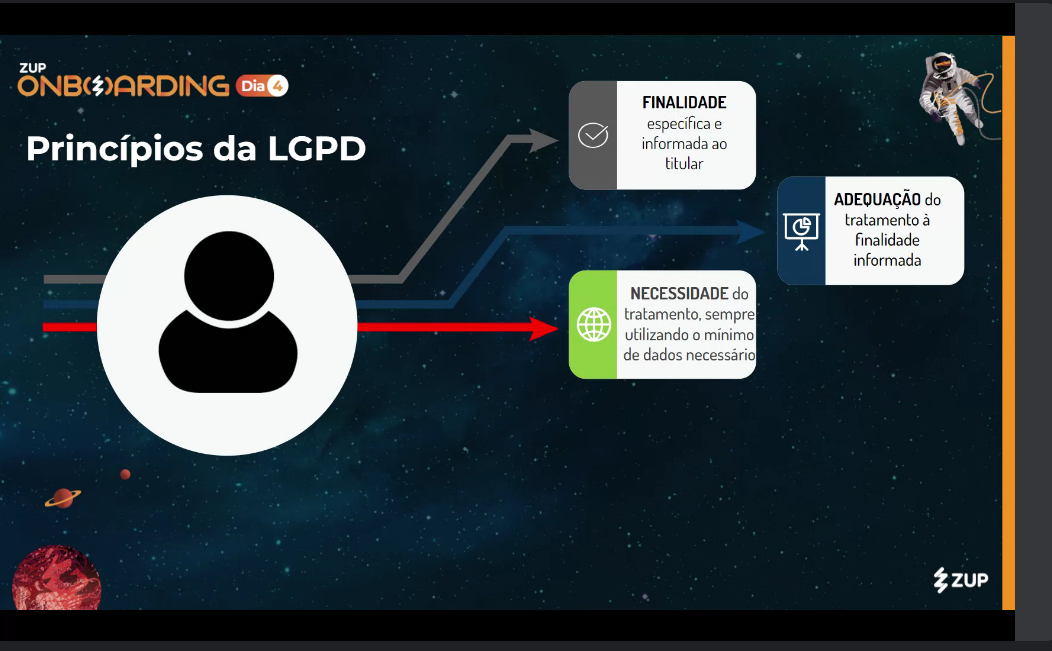 ZUP
ONBOARDING Dia 4
Princípios da LGPD
FINALIDADE
específica e
informada ao
titular
ADEQUAÇÃO do
tratamento à
finalidade
informada
NECESSIDADE do
tratamento, sempre
utilizando o mínimo
de dados necessário
ZUP